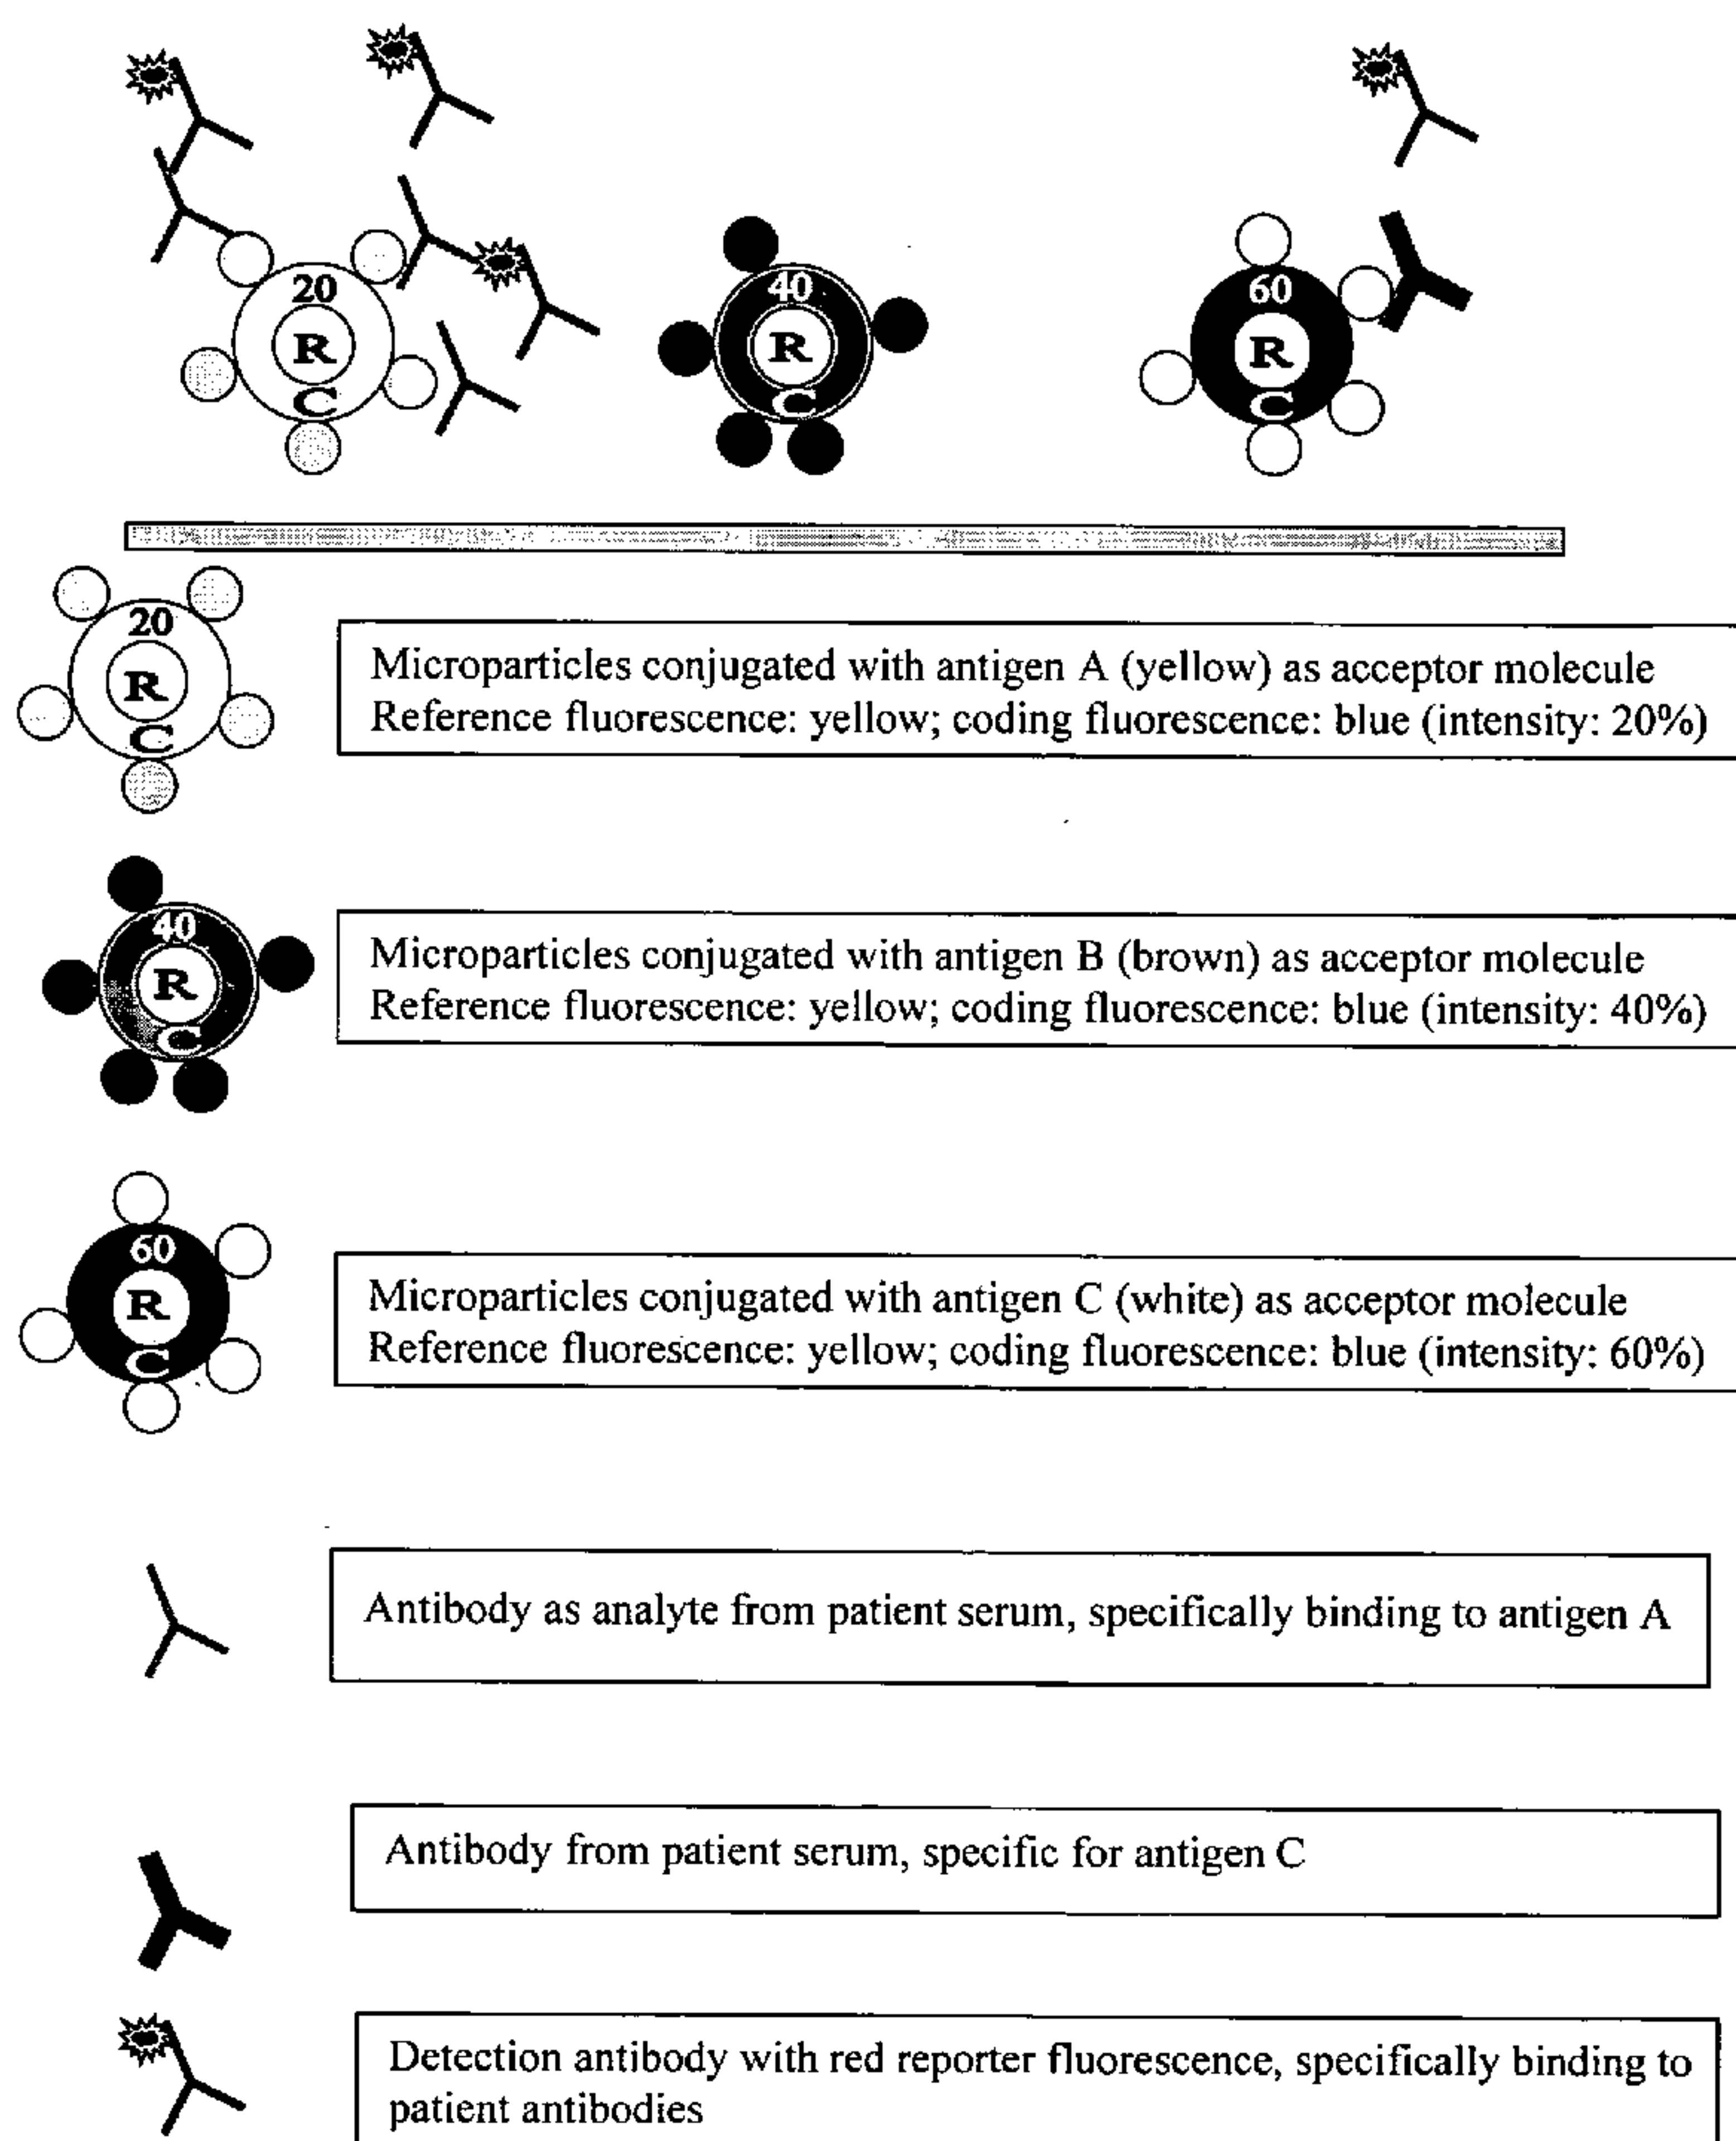 20
R
C
40
R
C
60
R
C
20
R
C
Microparticles conjugated with antigen A (yellow) as acceptor molecule
Reference fluorescence: yellow; coding fluorescence: blue (intensity: 20%)
40
R
C
Microparticles conjugated with antigen B (brown) as acceptor molecule
Reference fluorescence: yellow; coding fluorescence: blue (intensity: 40%)
60
R
C
Microparticles conjugated with antigen C (white) as acceptor molecule
Reference fluorescence: yellow; coding fluorescence: blue (intensity: 60%)
Antibody as analyte from patient serum, specifically binding to antigen A
Antibody from patient serum, specific for antigen C
Detection antibody with red reporter fluorescence, specifically binding to
patient antibodies